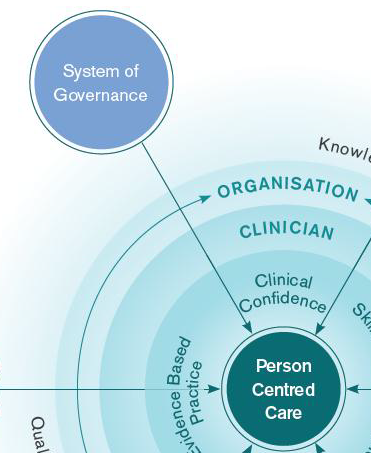 System of
Governance
ORGANISATION
CLINICIAN
Clinical
Confidence
Evidence Based
Practice
Person
Centred
Care